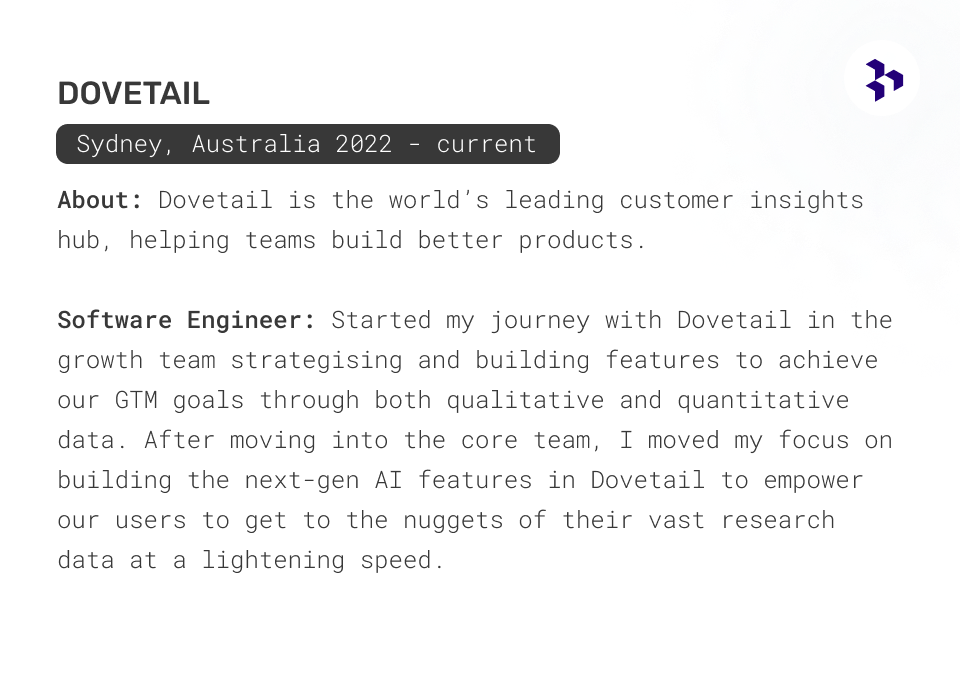 DOVETAIL
Sydney, Australia 2022 - current
About: Dovetail is the world’s leading customer insights
hub, helping teams build better products.
Software Engineer: Started my journey with Dovetail in the
growth team strategising and building features to achieve
our GTM goals through both qualitative and quantitative
data. After moving into the core team, I moved my focus on
building the next-gen AI features in Dovetail to empower
our users to get to the nuggets of their vast research
data at a lightening speed.